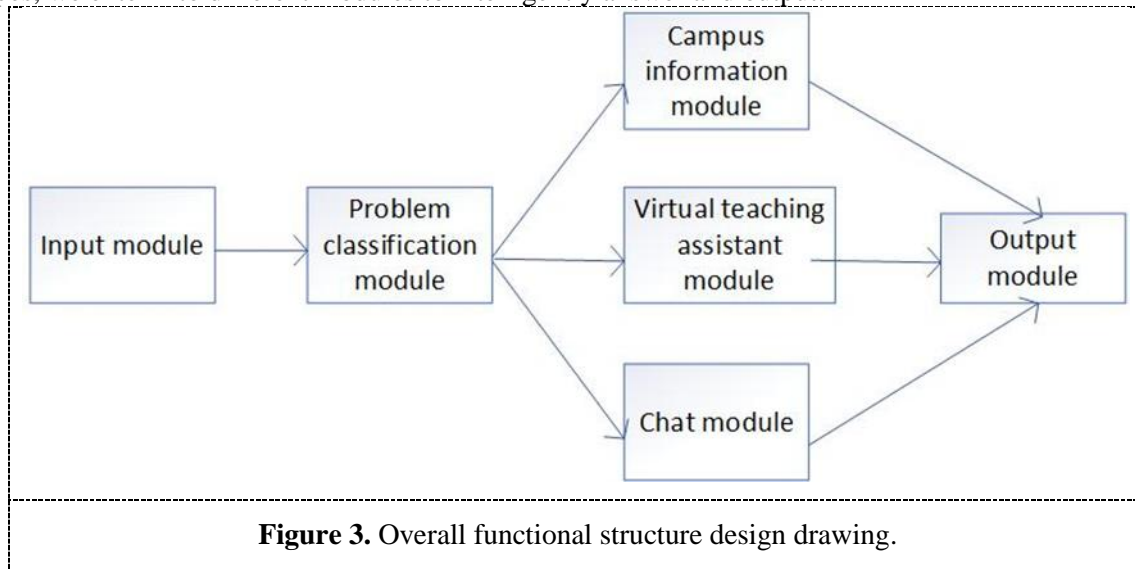 Campus
information
module
Input module
Problem
classification
module
Virtual teaching
assistant
module
Output
module
Chat module
Figure 3. Overall functional structure design drawing.